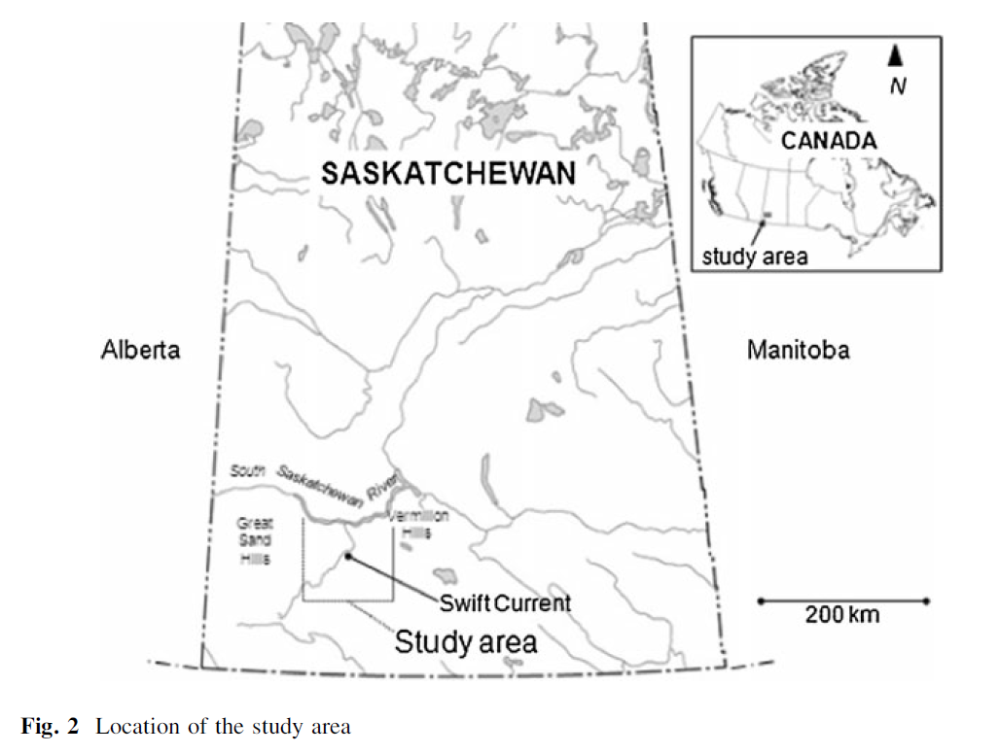 SASKATCHEWAN
N
CANADA
study area
Alberta
Manitoba
South Saskatchewan River
Great
Sand
Hills
Vermilion
Hills
Swift Current
Study area
200 km
Fig. 2 Location of the study area